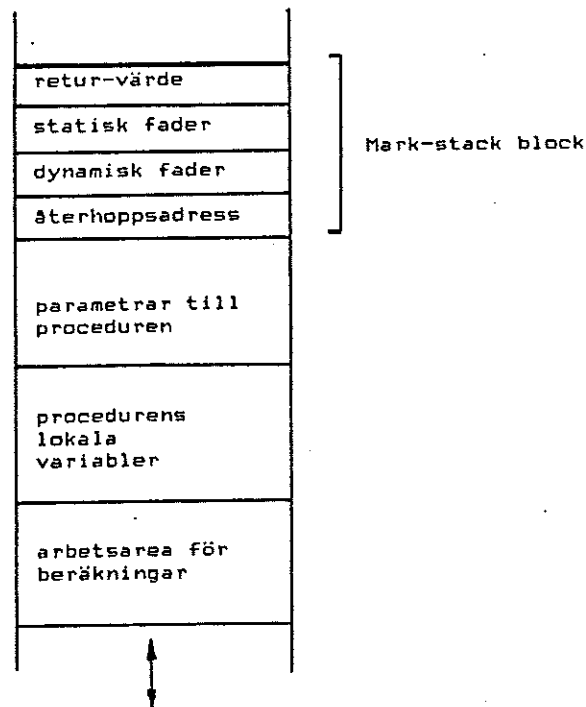 retur-värde
statisk fader
Mark-stack block
dynamisk fader
återhoppsadress
parametrar till
proceduren
procedurens
lokala
variabler
arbetsarea för
beräkningar